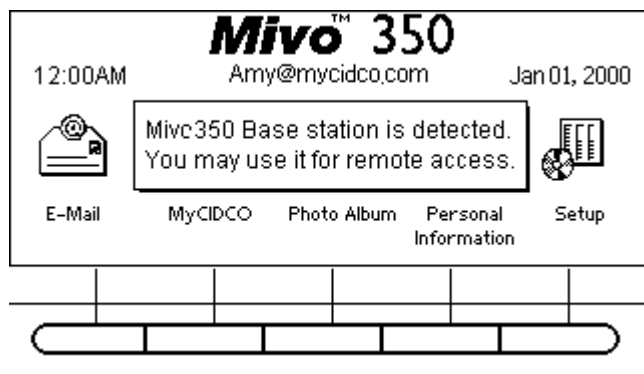 Mivo™ 350
12:00AM Amy@mycidco.com Jan 01, 2000
Mivo350 Base station is detected.
You may use it for remote access.
E-Mail MyCIDCO Photo Album Personal Information Setup